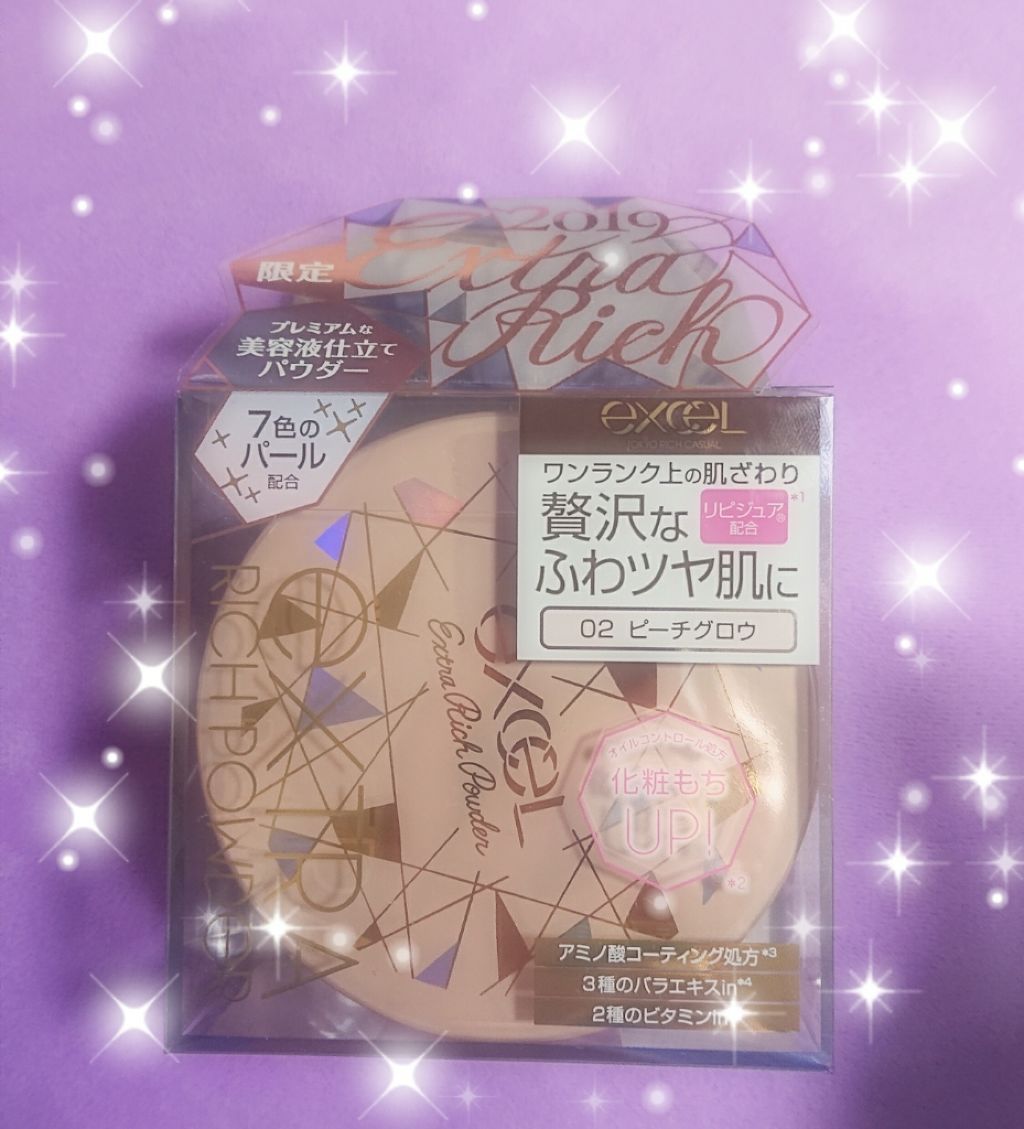 2019
Extra
Rich
限定
プレミアムな
美容液仕立て
パウダー
7色の
パール
配合
excel
TOKYO RICH CASUAL
ワンランク上の肌ざわり
贅沢な
リピジュア®*1
配合
ふわツヤ肌に
02 ピーチグロウ
excel
Extra Rich Powder
EXTRA
RICH POWDER
オイルコントロール処方
化粧もち
UP!
*2
アミノ酸コーティング処方*3
3種のバラエキスin*4
2種のビタミンin